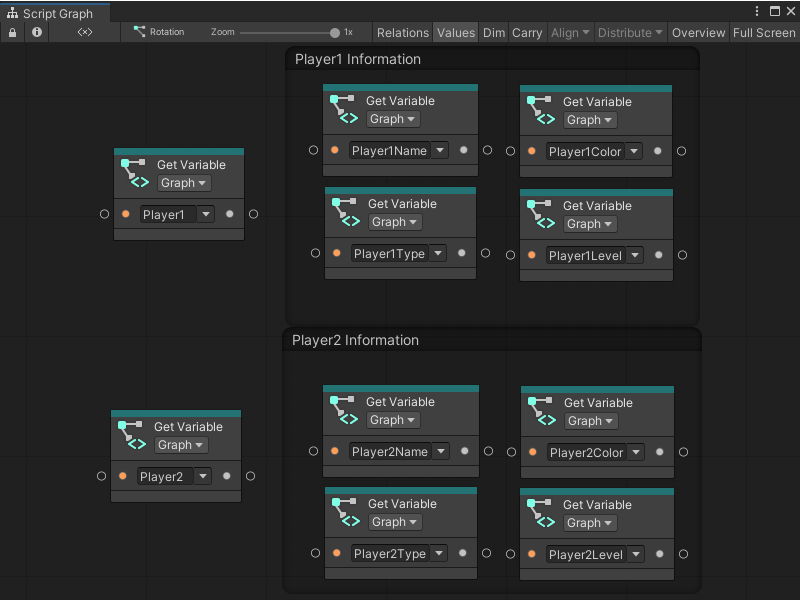 Script Graph
Rotation Zoom 1x Relations Values Dim Carry Align Distribute Overview Full Screen
Player1 Information
Get Variable
Graph
Player1Name
Get Variable
Graph
Player1Color
Get Variable
Graph
Player1
Get Variable
Graph
Player1Type
Get Variable
Graph
Player1Level
Player2 Information
Get Variable
Graph
Player2Name
Get Variable
Graph
Player2Color
Get Variable
Graph
Player2
Get Variable
Graph
Player2Type
Get Variable
Graph
Player2Level